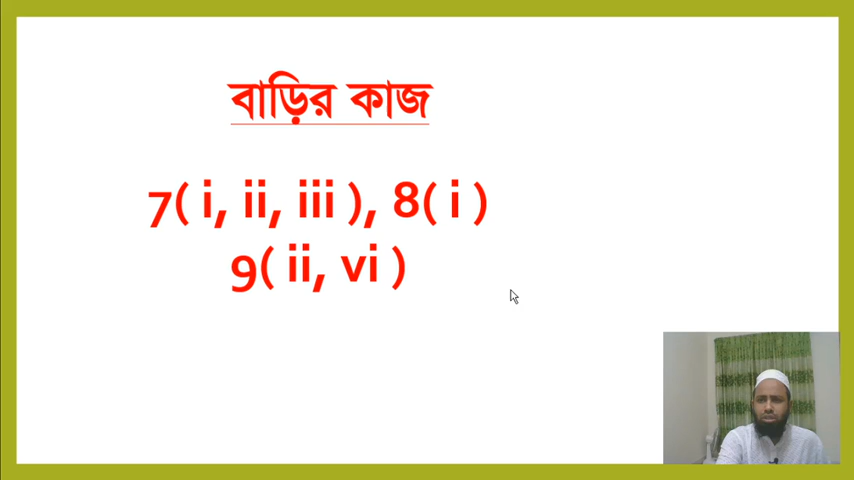 বাড়ির কাজ
7( i, ii, iii ), 8( i )
9( ii, vi )